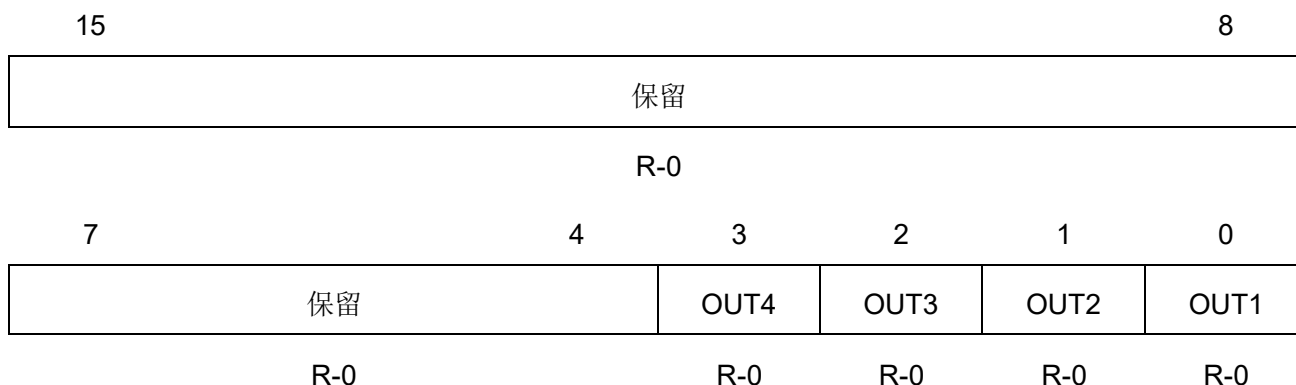 15 8
保留
R-0
7 4 3 2 1 0
保留 OUT4 OUT3 OUT2 OUT1
R-0 R-0 R-0 R-0 R-0